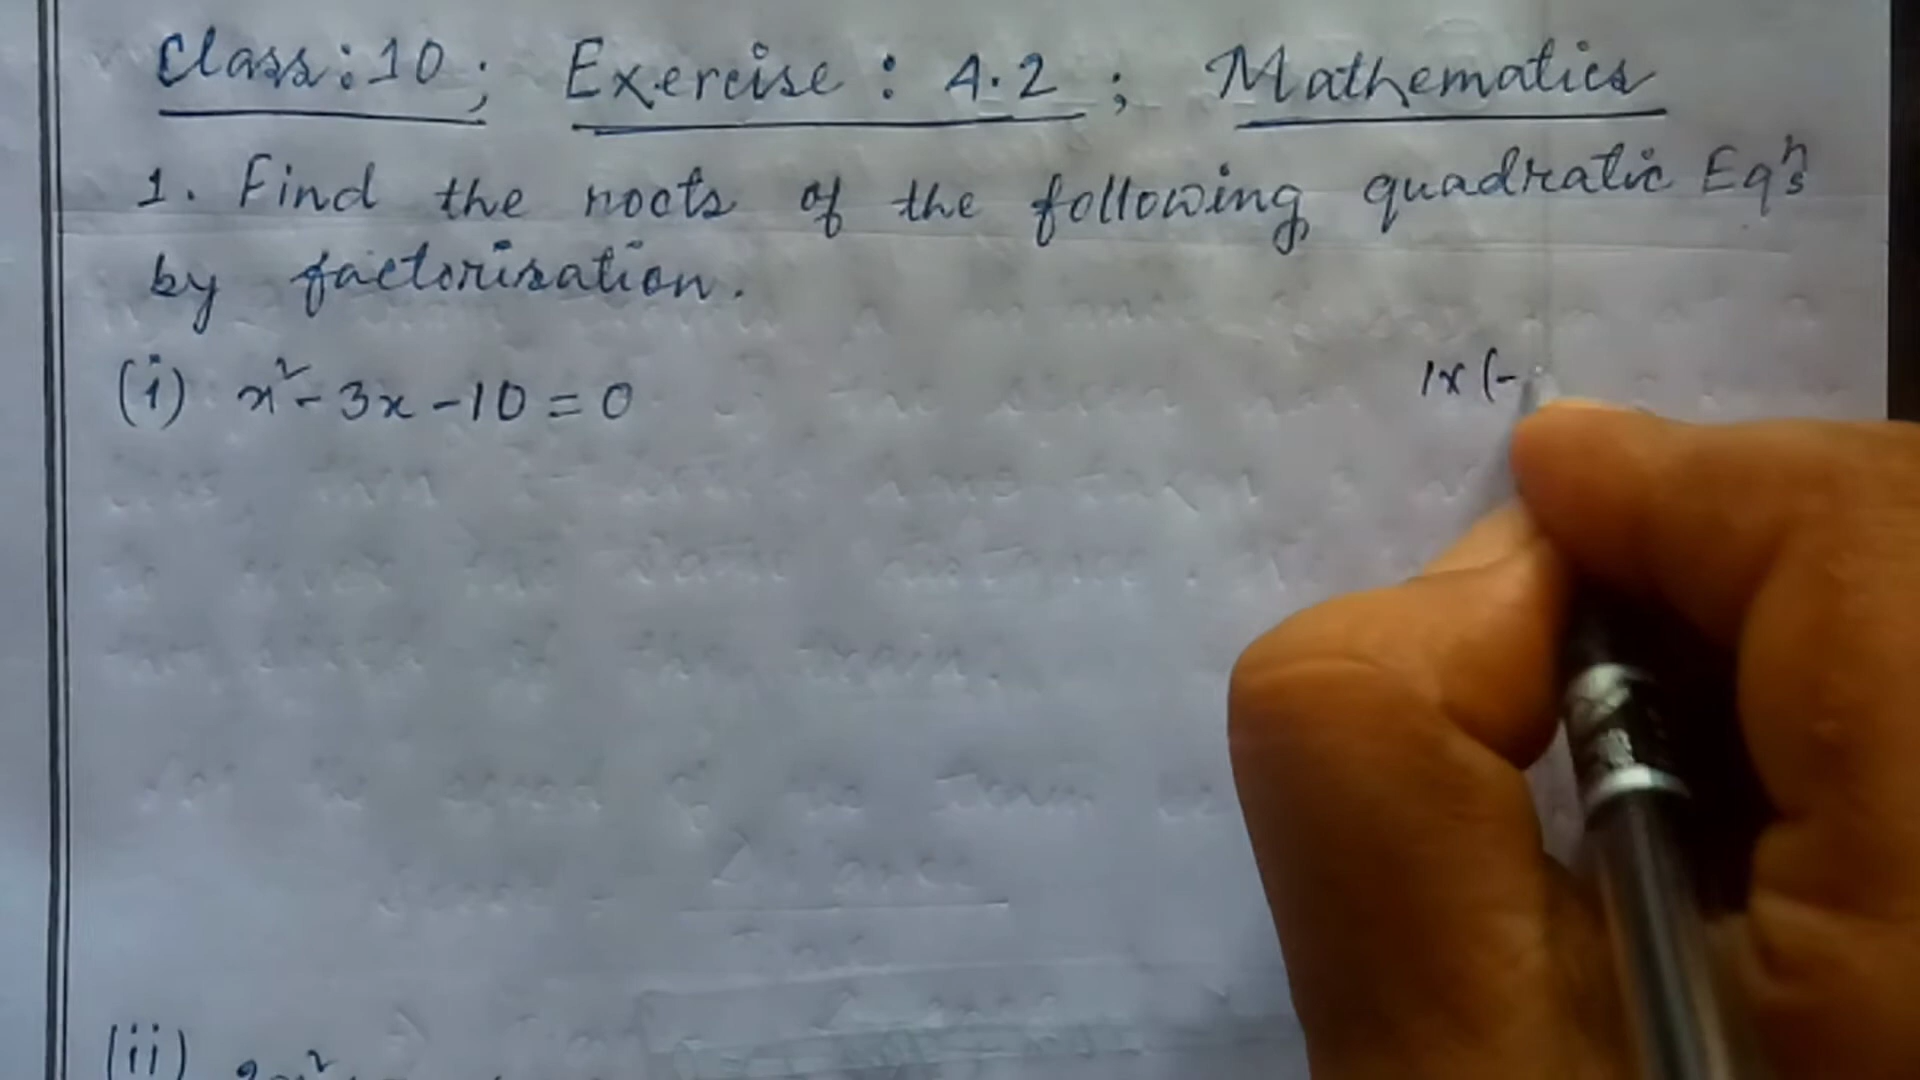 Class: 10; Exercise: 4.2; Mathematics
1. Find the roots of the following quadratic Eqⁿs
by factorisation.
(i) x² - 3x - 10 = 0
1x (-
(ii)